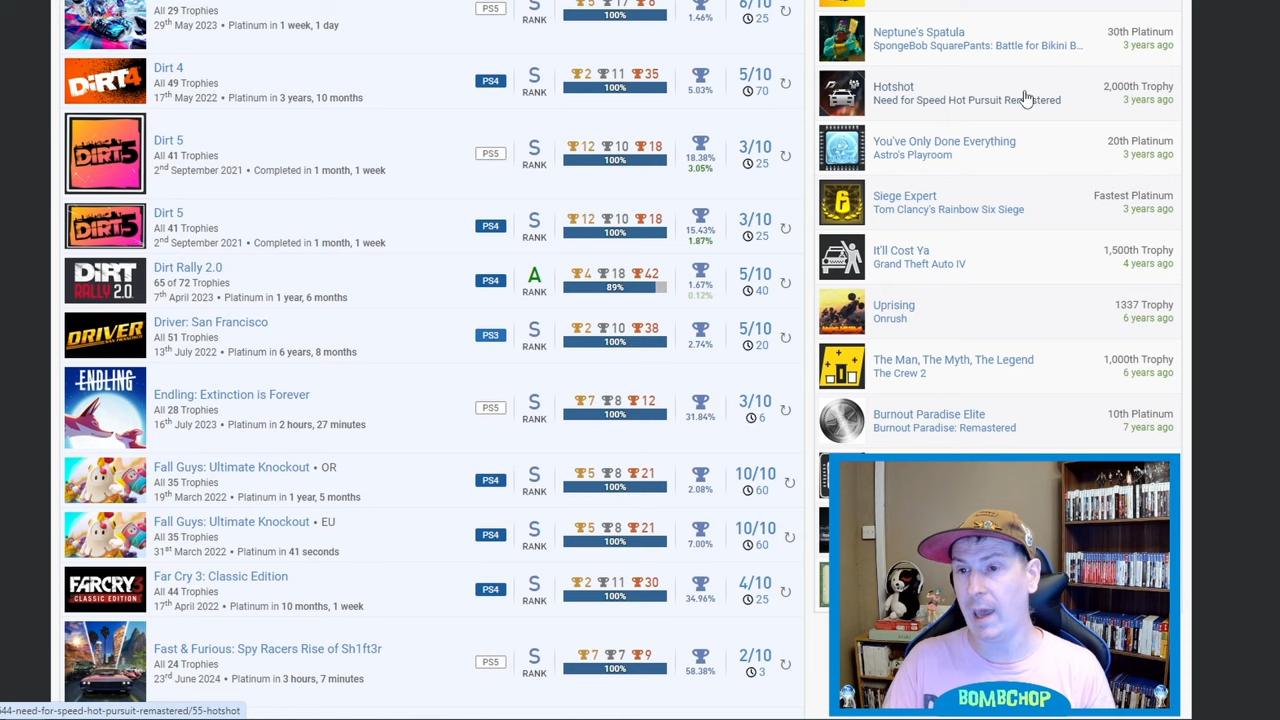 All 29 Trophies
May 2023 • Platinum in 1 week, 1 day
PS5
5 17 6
100%
1.46%
6/10
25
Dirt 4
All 49 Trophies
May 2022 • Platinum in 3 years, 10 months
DiRT4
PS4
S
RANK
2 11 35
100%
5.03%
5/10
70
Dirt 5
All 41 Trophies
September 2021 • Completed in 1 month, 1 week
DIRT5
PS5
S
RANK
12 10 18
100%
18.38%
3.05%
3/10
25
Dirt 5
All 41 Trophies
September 2021 • Completed in 1 month, 1 week
DIRT5
PS4
S
RANK
12 10 18
100%
15.43%
1.87%
3/10
25
Dirt Rally 2.0
of 72 Trophies
7th April 2023 • Platinum in 1 year, 6 months
DiRT
RALLY 2.0
PS4
A
RANK
4 18 42
89%
1.67%
0.12%
5/10
40
Driver: San Francisco
All 51 Trophies
13th July 2022 • Platinum in 6 years, 8 months
DRIVER
SAN FRANCISCO
PS3
S
RANK
2 10 38
100%
2.74%
5/10
20
Endling: Extinction is Forever
All 28 Trophies
July 2023 • Platinum in 2 hours, 27 minutes
ENDLING
PS5
S
RANK
7 8 12
100%
31.84%
3/10
6
Fall Guys: Ultimate Knockout • OR
All 35 Trophies
19th March 2022 • Platinum in 1 year, 5 months
PS4
S
RANK
5 8 21
100%
2.08%
10/10
60
Fall Guys: Ultimate Knockout • EU
All 35 Trophies
31st March 2022 • Platinum in 41 seconds
PS4
S
RANK
5 8 21
100%
7.00%
10/10
60
Far Cry 3: Classic Edition
All 44 Trophies
17th April 2022 • Platinum in 10 months, 1 week
FARCRY3
CLASSIC EDITION
PS4
S
RANK
2 11 30
100%
34.96%
4/10
25
Fast & Furious: Spy Racers Rise of Sh1ft3r
All 24 Trophies
23rd June 2024 • Platinum in 3 hours, 7 minutes
PS5
S
RANK
7 7 9
100%
58.38%
2/10
3
644-need-for-speed-hot-pursuit-remastered/55-hotshot
Neptune's Spatula
SpongeBob SquarePants: Battle for Bikini B...
30th Platinum
3 years ago
Hotshot
Need for Speed Hot Pursuit Remastered
2,000th Trophy
3 years ago
You've Only Done Everything
Astro's Playroom
20th Platinum
3 years ago
Siege Expert
Tom Clancy's Rainbow Six Siege
Fastest Platinum
3 years ago
It'll Cost Ya
Grand Theft Auto IV
1,500th Trophy
4 years ago
Uprising
Onrush
1337 Trophy
6 years ago
The Man, The Myth, The Legend
The Crew 2
1,000th Trophy
6 years ago
Burnout Paradise Elite
Burnout Paradise: Remastered
10th Platinum
7 years ago
BOMBCHOP